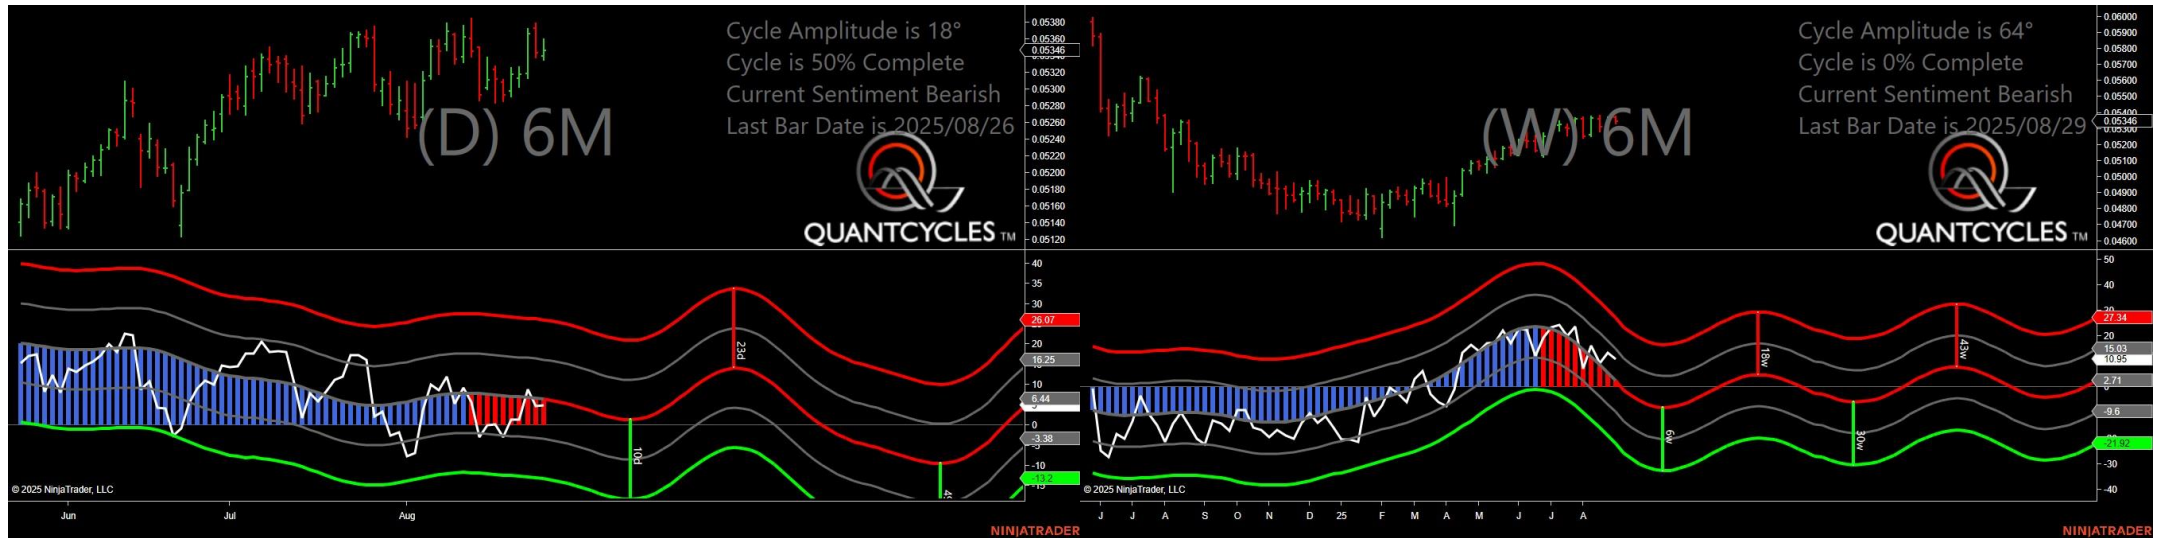 Cycle Amplitude is 18°
Cycle is 50% Complete
Current Sentiment Bearish
Last Bar Date is 2025/08/26
(D) 6M
QUANTCYCLES TM
0.05380
0.05360
0.05346
0.05320
0.05300
0.05280
0.05260
0.05240
0.05220
0.05200
0.05180
0.05160
0.05140
0.05120
40
35
30
26.07
20
16.25
10
6.44
0
-3.38
-10
-13.2
23d
10d
© 2025 NinjaTrader, LLC
Jun Jul Aug
NINJATRADER
Cycle Amplitude is 64°
Cycle is 0% Complete
Current Sentiment Bearish
Last Bar Date is 2025/08/29
(W) 6M
QUANTCYCLES TM
0.06000
0.05900
0.05800
0.05700
0.05600
0.05500
0.05400
0.05346
0.05300
0.05200
0.05100
0.05000
0.04900
0.04800
0.04700
0.04600
50
40
27.34
20
15.03
10.95
2.71
-9.6
-21.92
-30
-40
6w
18w
30w
43w
© 2025 NinjaTrader, LLC
J J A S O N D 25 F M A M J J A
NINJATRADER